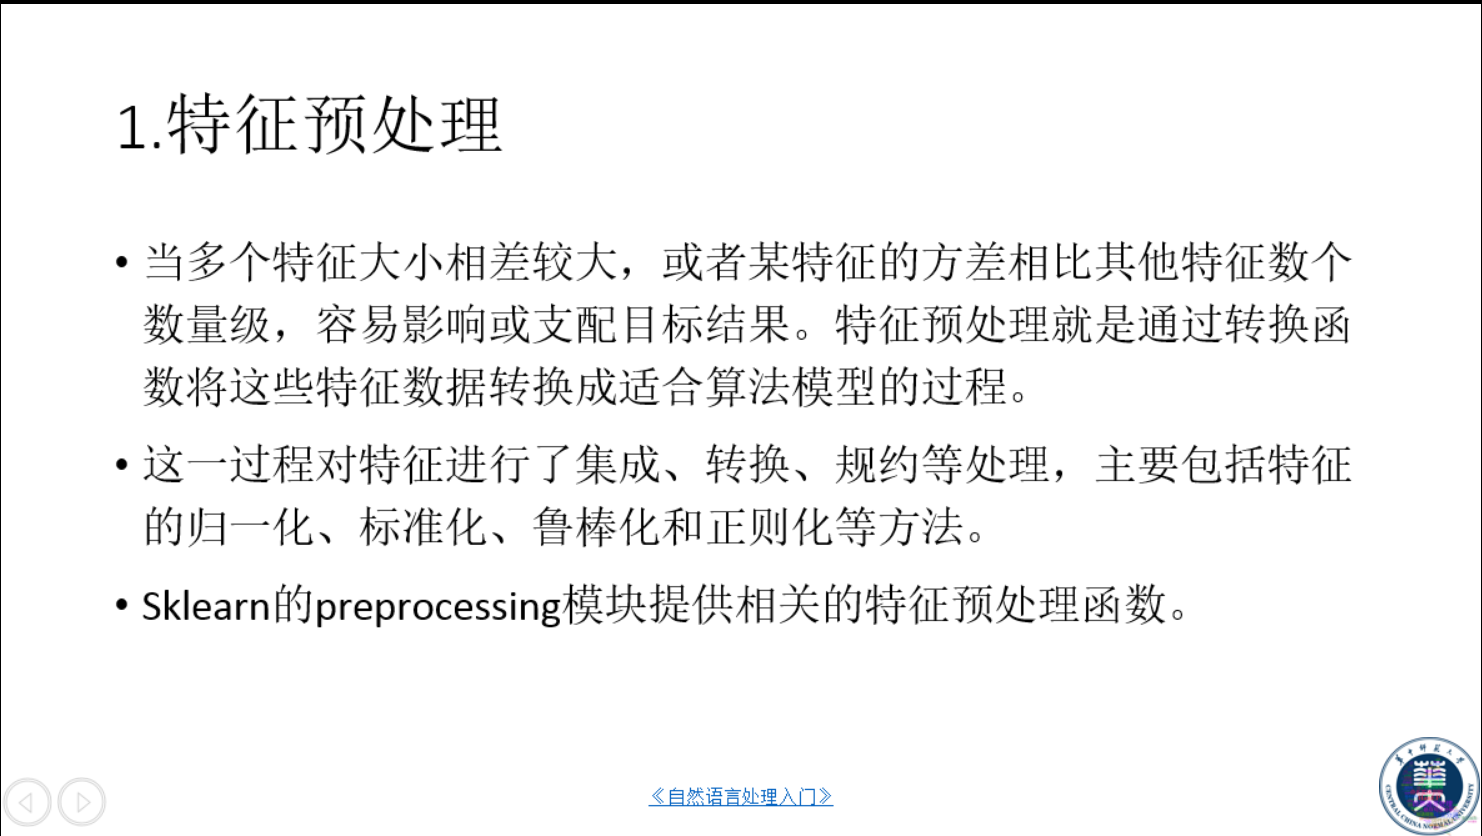 1.特征预处理
• 当多个特征大小相差较大，或者某特征的方差相比其他特征数个
数量级，容易影响或支配目标结果。特征预处理就是通过转换函
数将这些特征数据转换成适合算法模型的过程。
• 这一过程对特征进行了集成、转换、规约等处理，主要包括特征
的归一化、标准化、鲁棒化和正则化等方法。
• Sklearn的preprocessing模块提供相关的特征预处理函数。
《自然语言处理入门》
华中师范大学
CENTRAL CHINA NORMAL UNIVERSITY